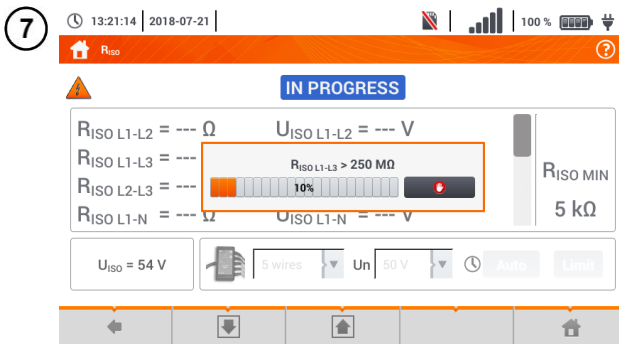 7
13:21:14 2018-07-21 100 %
RISO ?
IN PROGRESS
RISO L1-L2 = --- Ω UISO L1-L2 = --- V
RISO L1-L3 = ---
RISO L1-L3 > 250 MΩ
RISO L2-L3 = ---
10%
RISO L1-N = --- Ω UISO L1-N = --- V
RISO MIN
5 kΩ
UISO = 54 V
5 wires Un 50 V Auto Limit